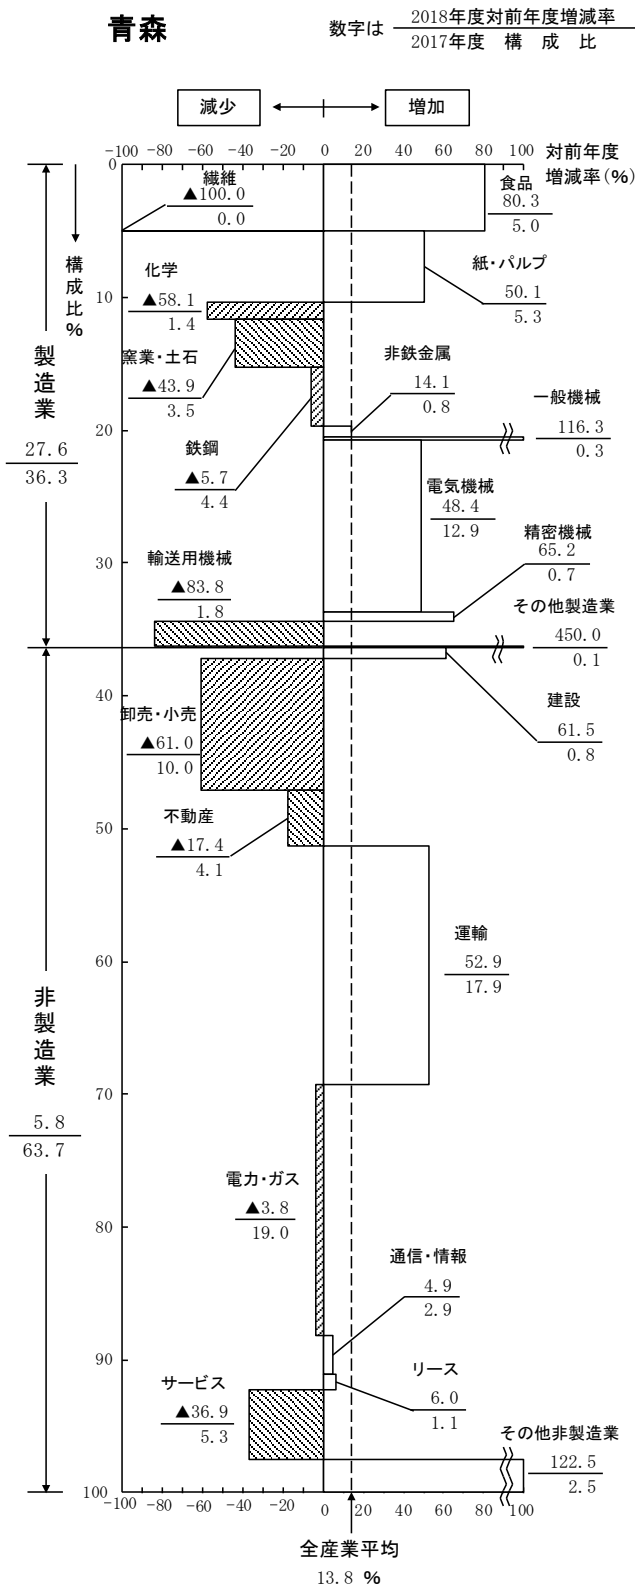 青森
数字は 2018年度対前年度増減率
2017年度 構 成 比
減少
増加
-100 -80 -60 -40 -20 0 20 40 60 80 100
対前年度
増減率(%)
0
10
20
30
40
50
60
70
80
90
100
構成比%
製造業
27.6
36.3
非製造業
5.8
63.7
繊維
▲100.0
0.0
食品
80.3
5.0
紙・パルプ
50.1
5.3
化学
▲58.1
1.4
窯業・土石
▲43.9
3.5
鉄鋼
▲5.7
4.4
非鉄金属
14.1
0.8
一般機械
116.3
0.3
電気機械
48.4
12.9
精密機械
65.2
0.7
輸送用機械
▲83.8
1.8
その他製造業
450.0
0.1
建設
61.5
0.8
卸売・小売
▲61.0
10.0
不動産
▲17.4
4.1
運輸
52.9
17.9
電力・ガス
▲3.8
19.0
通信・情報
4.9
2.9
リース
6.0
1.1
サービス
▲36.9
5.3
その他非製造業
122.5
2.5
-100 -80 -60 -40 -20 0 20 40 60 80 100
全産業平均
13.8 %